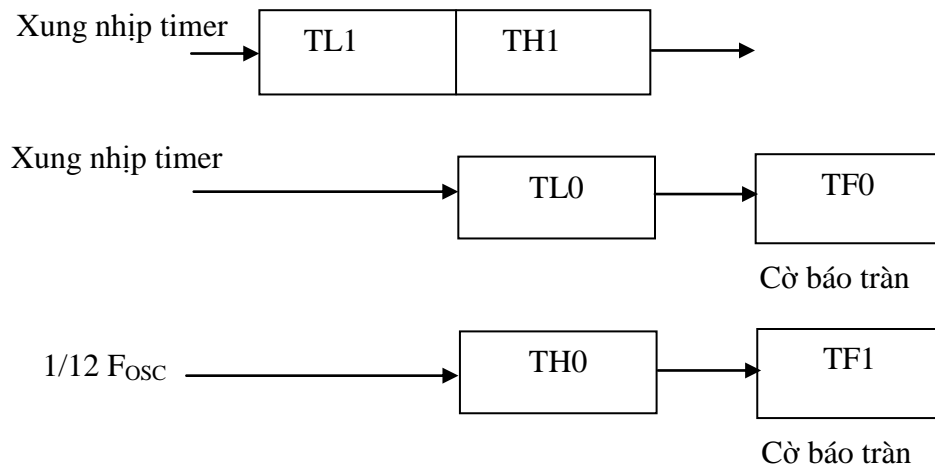 Xung nhịp timer
TL1 TH1
Xung nhịp timer
TL0 TF0
Cờ báo tràn
1/12 FOSC TH0 TF1
Cờ báo tràn